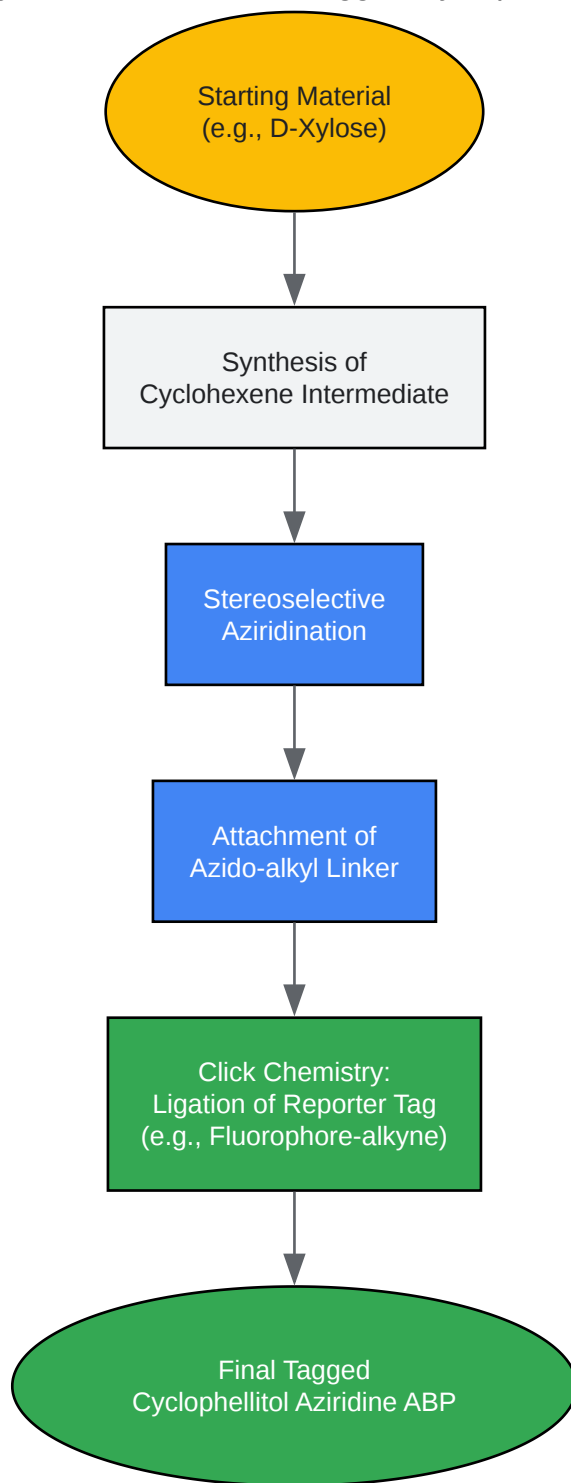 Starting Material
(e.g., D-Xylose)
Synthesis of
Cyclohexene Intermediate
Stereoselective
Aziridination
Attachment of
Azido-alkyl Linker
Click Chemistry:
Ligation of Reporter Tag
(e.g., Fluorophore-alkyne)
Final Tagged
Cyclophellitol Aziridine ABP